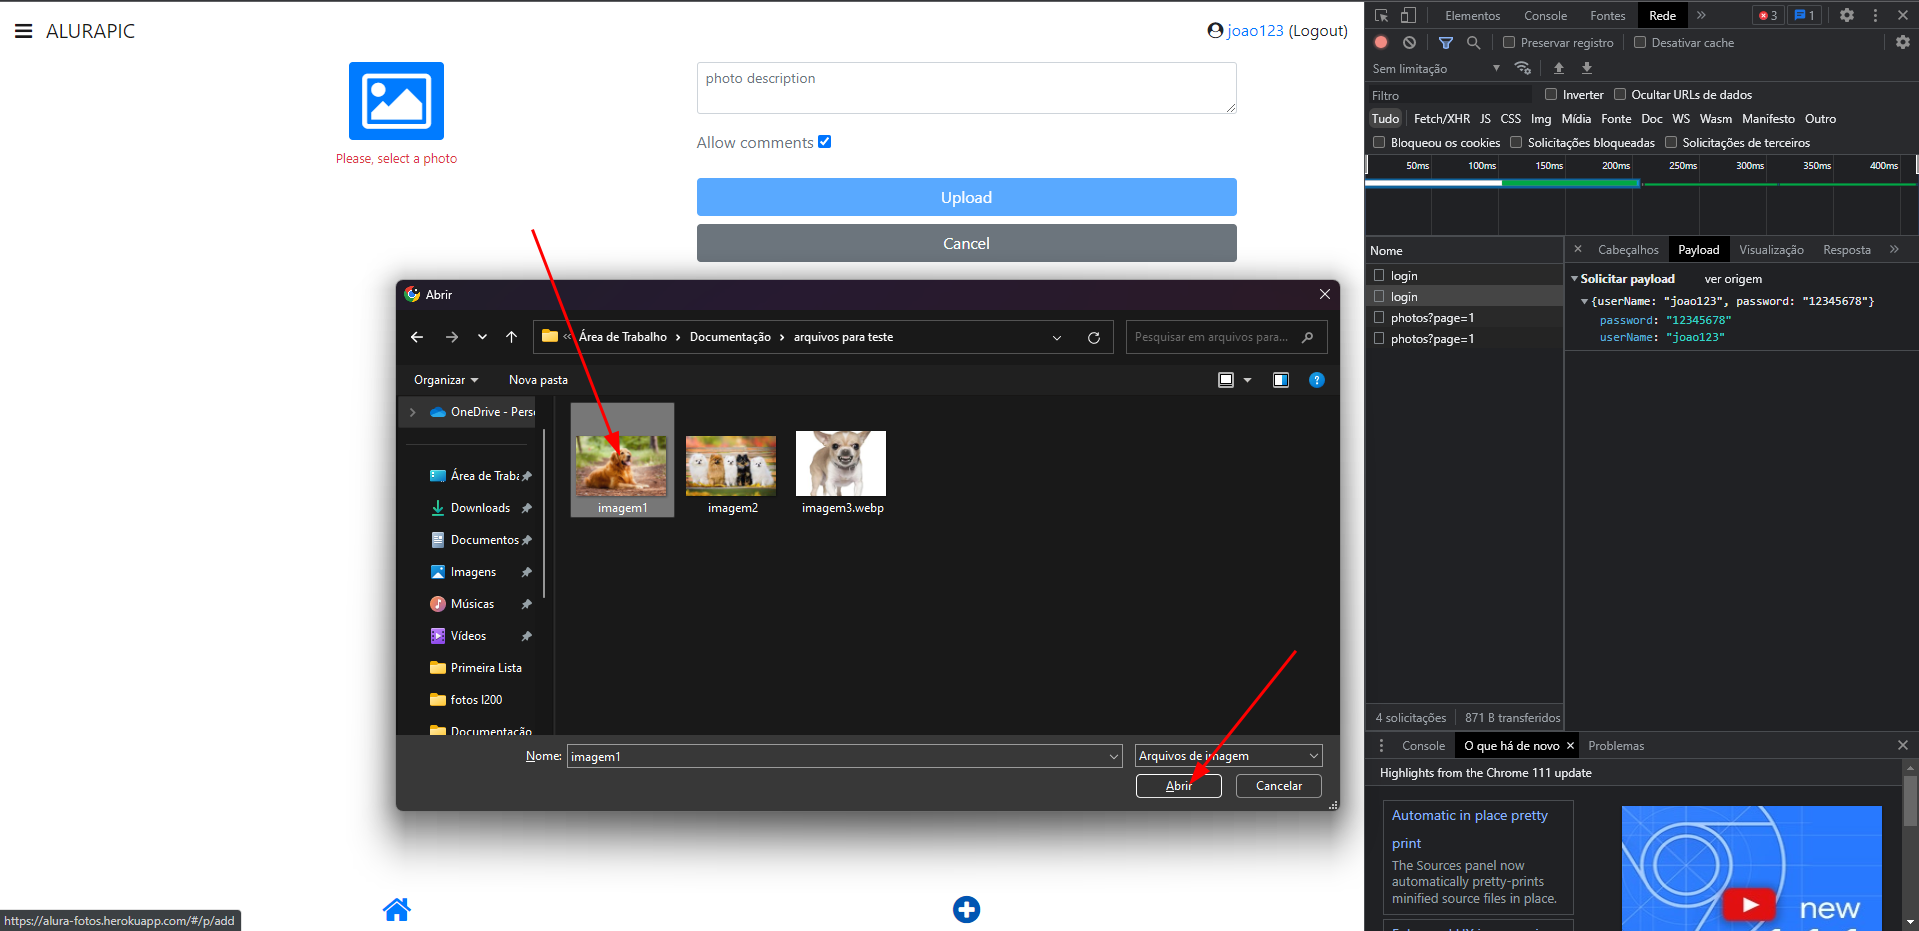 ALURAPIC
joao123 (Logout)
Please, select a photo
photo description
Allow comments
Upload
Cancel
Abrir
« Área de Trabalho > Documentação > arquivos para teste
Pesquisar em arquivos para...
Organizar
Nova pasta
?
OneDrive - Perso
Área de Traba
Downloads
Documentos
Imagens
Músicas
Vídeos
Primeira Lista
fotos l200
Documentação
imagem1
imagem2
imagem3.webp
Nome:
imagem1
Arquivos de imagem
Abrir
Cancelar
https://alura-fotos.herokuapp.com/#/p/add
Elementos
Console
Fontes
Rede
»
3
1
Preservar registro
Desativar cache
Sem limitação
Filtro
Inverter
Ocultar URLs de dados
Tudo
Fetch/XHR
JS
CSS
Img
Mídia
Fonte
Doc
WS
Wasm
Manifesto
Outro
Bloqueou os cookies
Solicitações bloqueadas
Solicitações de terceiros
50ms
100ms
150ms
200ms
250ms
300ms
350ms
400ms
Nome
login
login
photos?page=1
photos?page=1
Cabeçalhos
Payload
Visualização
Resposta
»
Solicitar payload
ver origem
{userName: "joao123", password: "12345678"}
password: "12345678"
userName: "joao123"
4 solicitações
871 B transferidos
Console
O que há de novo
Problemas
Highlights from the Chrome 111 update
Automatic in place pretty
print
The Sources panel now
automatically pretty-prints
minified source files in place.
new